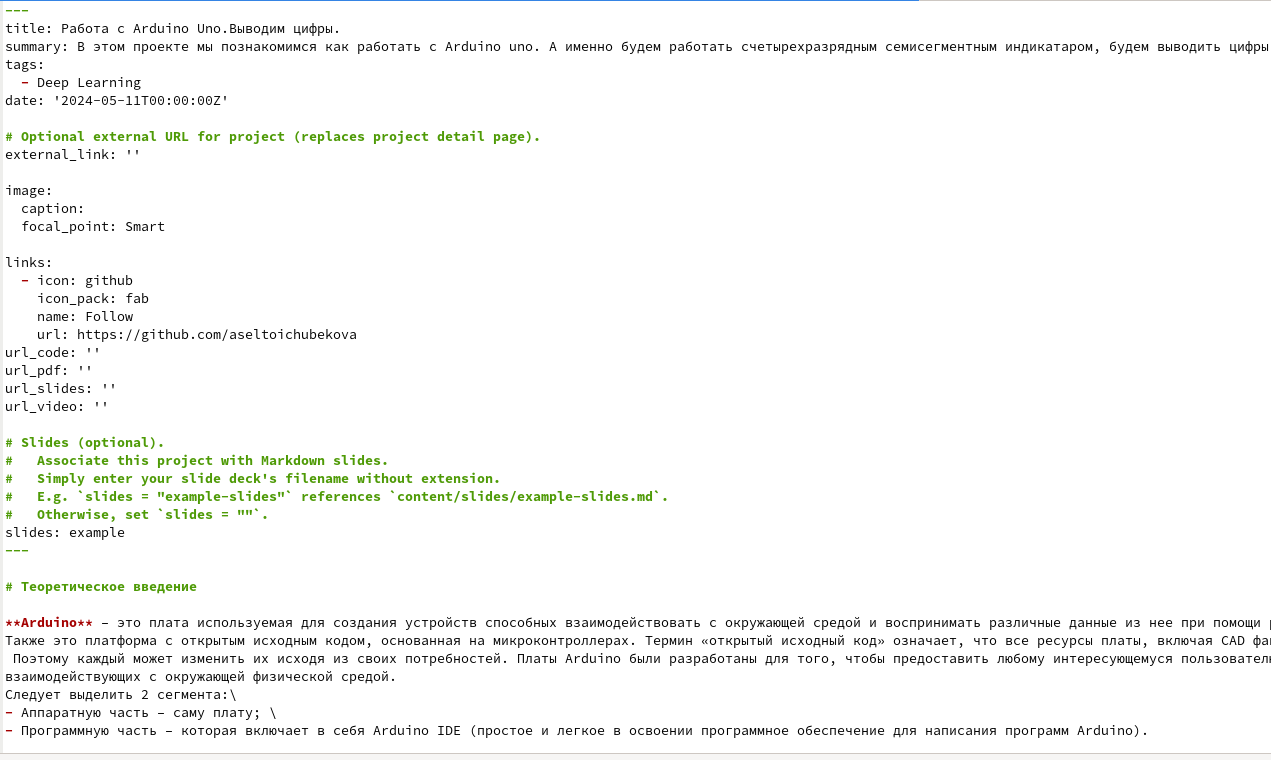 ---
title: Работа с Arduino Uno.Выводим цифры.
summary: В этом проекте мы познакомимся как работать с Arduino uno. А именно будем работать счетырехразрядным семисегментным индикатаром, будем выводить цифры
tags:
  - Deep Learning
date: '2024-05-11T00:00:00Z'

# Optional external URL for project (replaces project detail page).
external_link: ''

image:
  caption:
  focal_point: Smart

links:
  - icon: github
    icon_pack: fab
    name: Follow
    url: https://github.com/aseltoichubekova
url_code: ''
url_pdf: ''
url_slides: ''
url_video: ''

# Slides (optional).
#   Associate this project with Markdown slides.
#   Simply enter your slide deck's filename without extension.
#   E.g. `slides = "example-slides"` references `content/slides/example-slides.md`.
#   Otherwise, set `slides = ""`.
slides: example
---

# Теоретическое введение

**Arduino** – это плата используемая для создания устройств способных взаимодействовать с окружающей средой и воспринимать различные данные из нее при помощи
Также это платформа с открытым исходным кодом, основанная на микроконтроллерах. Термин «открытый исходный код» означает, что все ресурсы платы, включая CAD
 Поэтому каждый может изменить их исходя из своих потребностей. Платы Arduino были разработаны для того, чтобы предоставить любому интересующемуся
взаимодействующих с окружающей физической средой.
Следует выделить 2 сегмента:\
- Аппаратную часть – саму плату; \
- Программную часть – которая включает в себя Arduino IDE (простое и легкое в освоении программное обеспечение для написания программ Arduino).